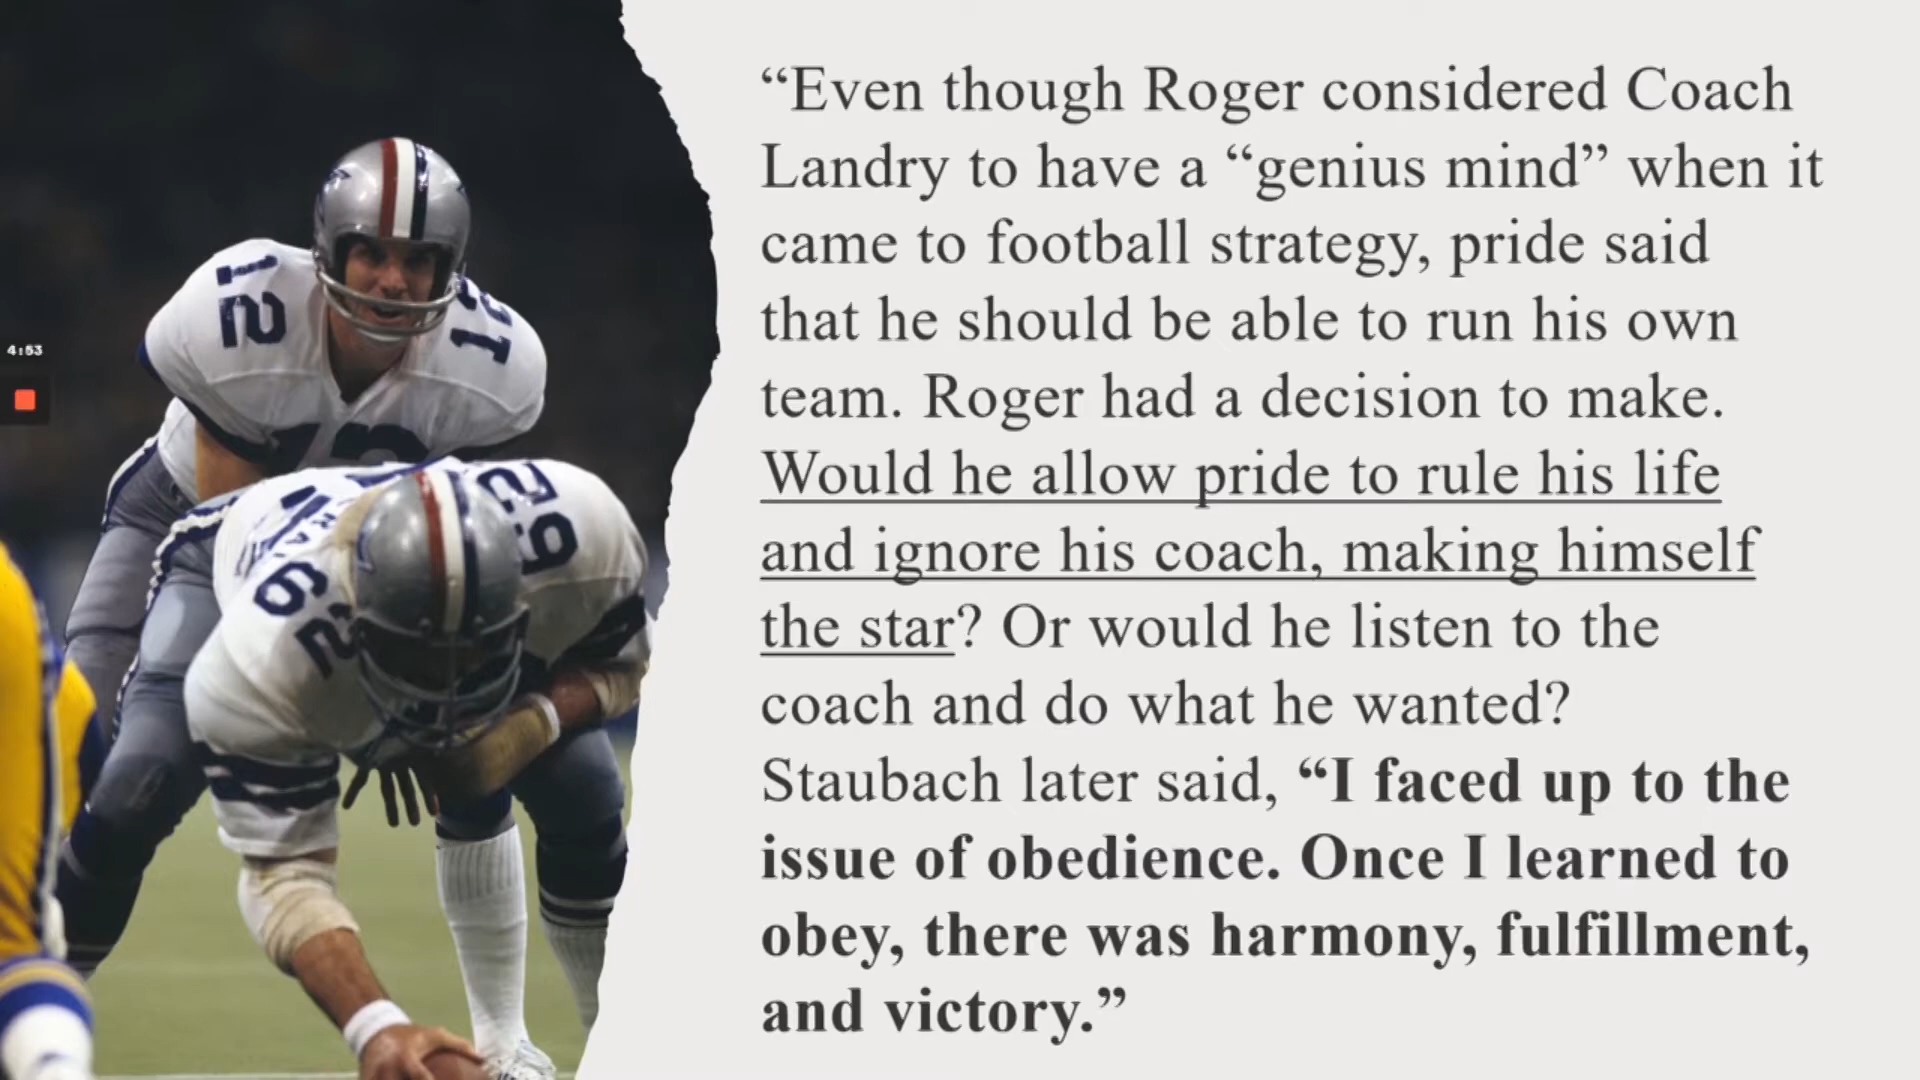 “Even though Roger considered Coach
Landry to have a “genius mind” when it
came to football strategy, pride said
that he should be able to run his own
team. Roger had a decision to make.
Would he allow pride to rule his life
and ignore his coach, making himself
the star? Or would he listen to the
coach and do what he wanted?
Staubach later said, “I faced up to the
issue of obedience. Once I learned to
obey, there was harmony, fulfillment,
and victory.”
4:53
12
12
12
62
62